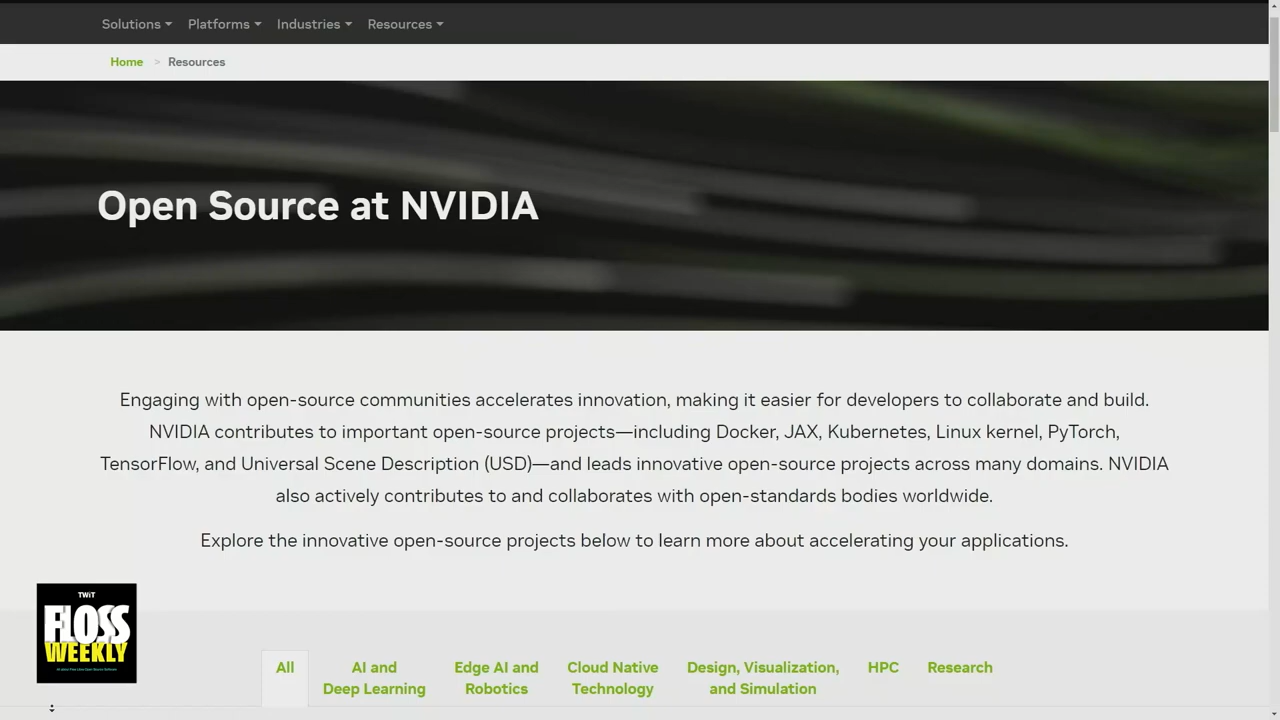 Solutions Platforms Industries Resources
Home > Resources
Open Source at NVIDIA
Engaging with open-source communities accelerates innovation, making it easier for developers to collaborate and build.
NVIDIA contributes to important open-source projects—including Docker, JAX, Kubernetes, Linux kernel, PyTorch,
TensorFlow, and Universal Scene Description (USD)—and leads innovative open-source projects across many domains. NVIDIA
also actively contributes to and collaborates with open-standards bodies worldwide.
Explore the innovative open-source projects below to learn more about accelerating your applications.
TWiT
FLOSS
WEEKLY
All
AI and
Deep Learning
Edge AI and
Robotics
Cloud Native
Technology
Design, Visualization,
and Simulation
HPC
Research